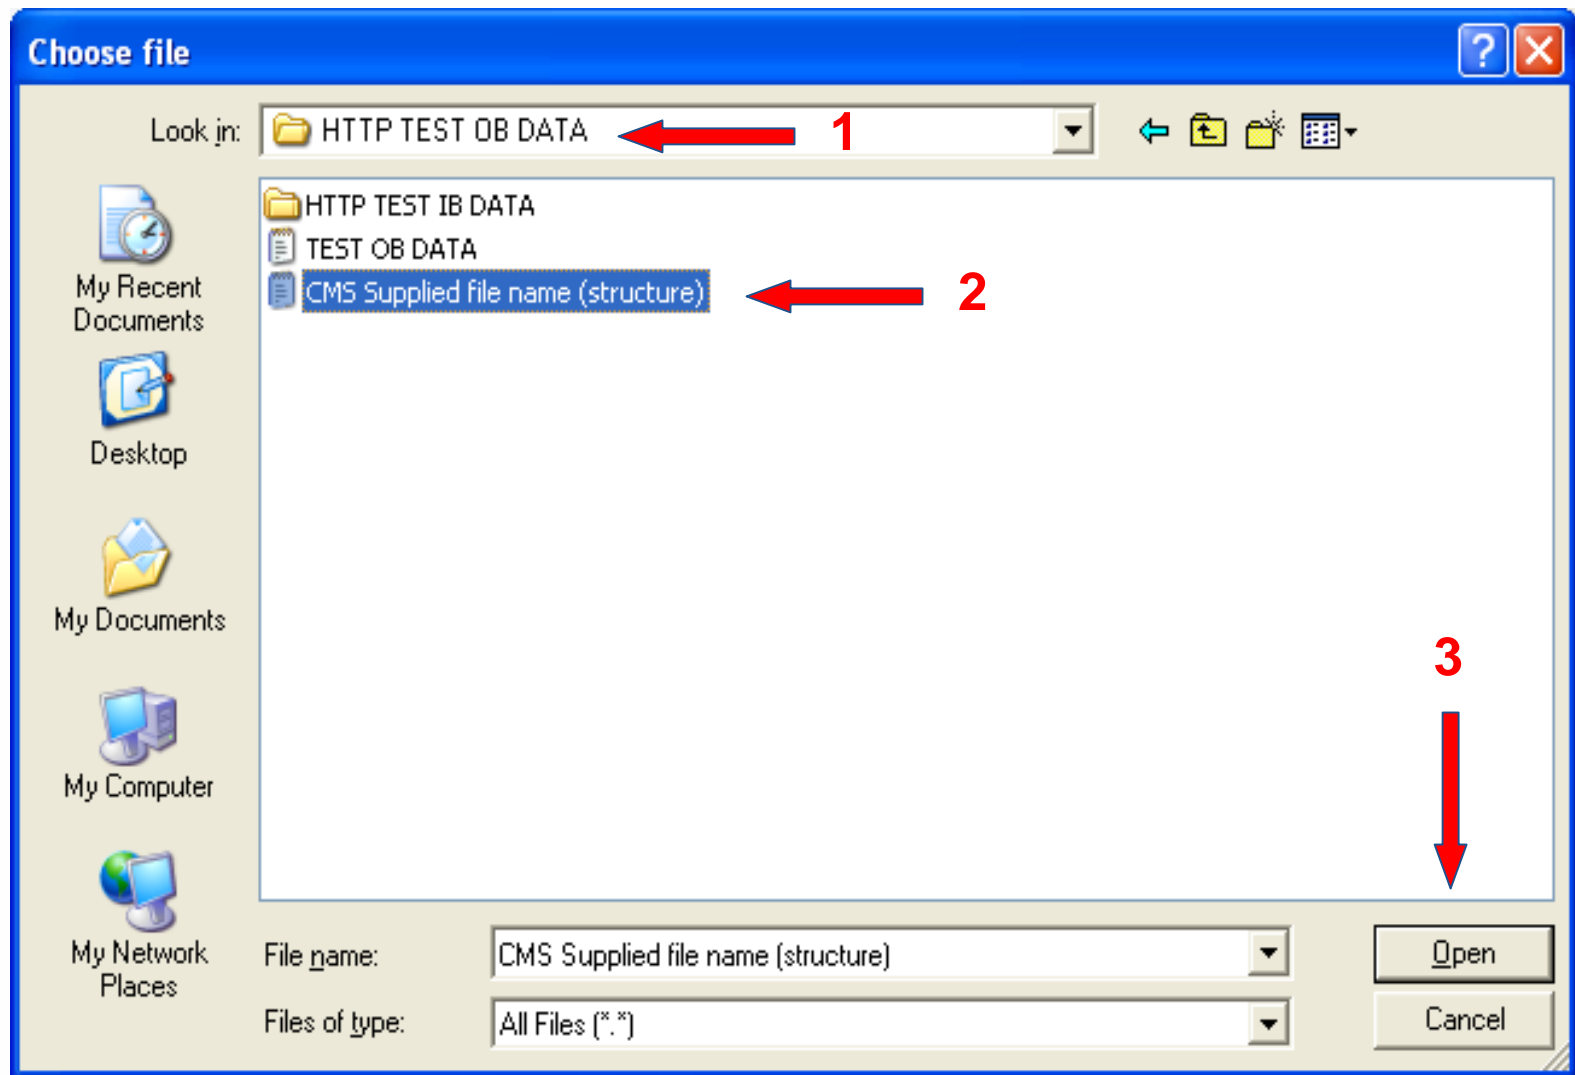 Choose file
Look in:
HTTP TEST OB DATA
1
HTTP TEST IB DATA
TEST OB DATA
CMS Supplied file name (structure)
2
My Recent
Documents
Desktop
My Documents
My Computer
My Network
Places
3
File name:
CMS Supplied file name (structure)
Open
Files of type:
All Files (*.*)
Cancel